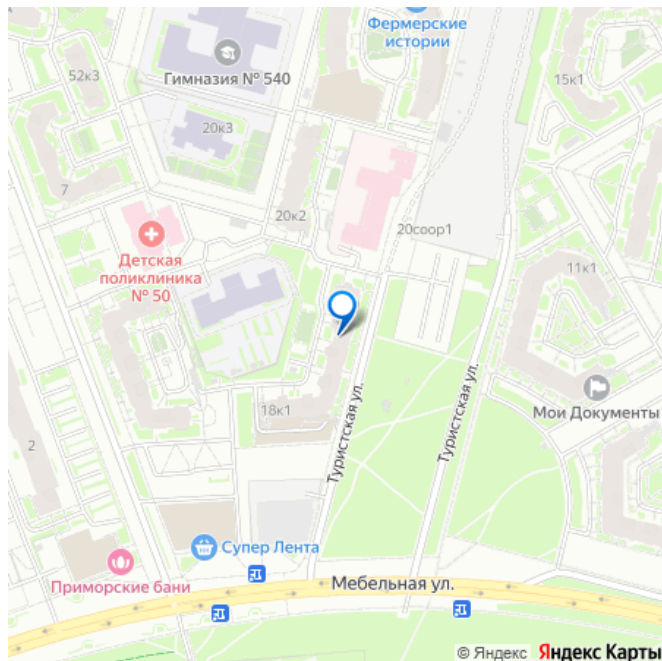 Фермерские
истории
52к3
Гимназия № 540
15к1
20к3
7
20к2
20соор1
Детская
поликлиника
№ 50
11к1
Мои Документы
18к1
Туристская ул.
Туристская ул.
2
Супер Лента
Приморские бани
Мебельная ул.
© Яндекс Яндекс Карты